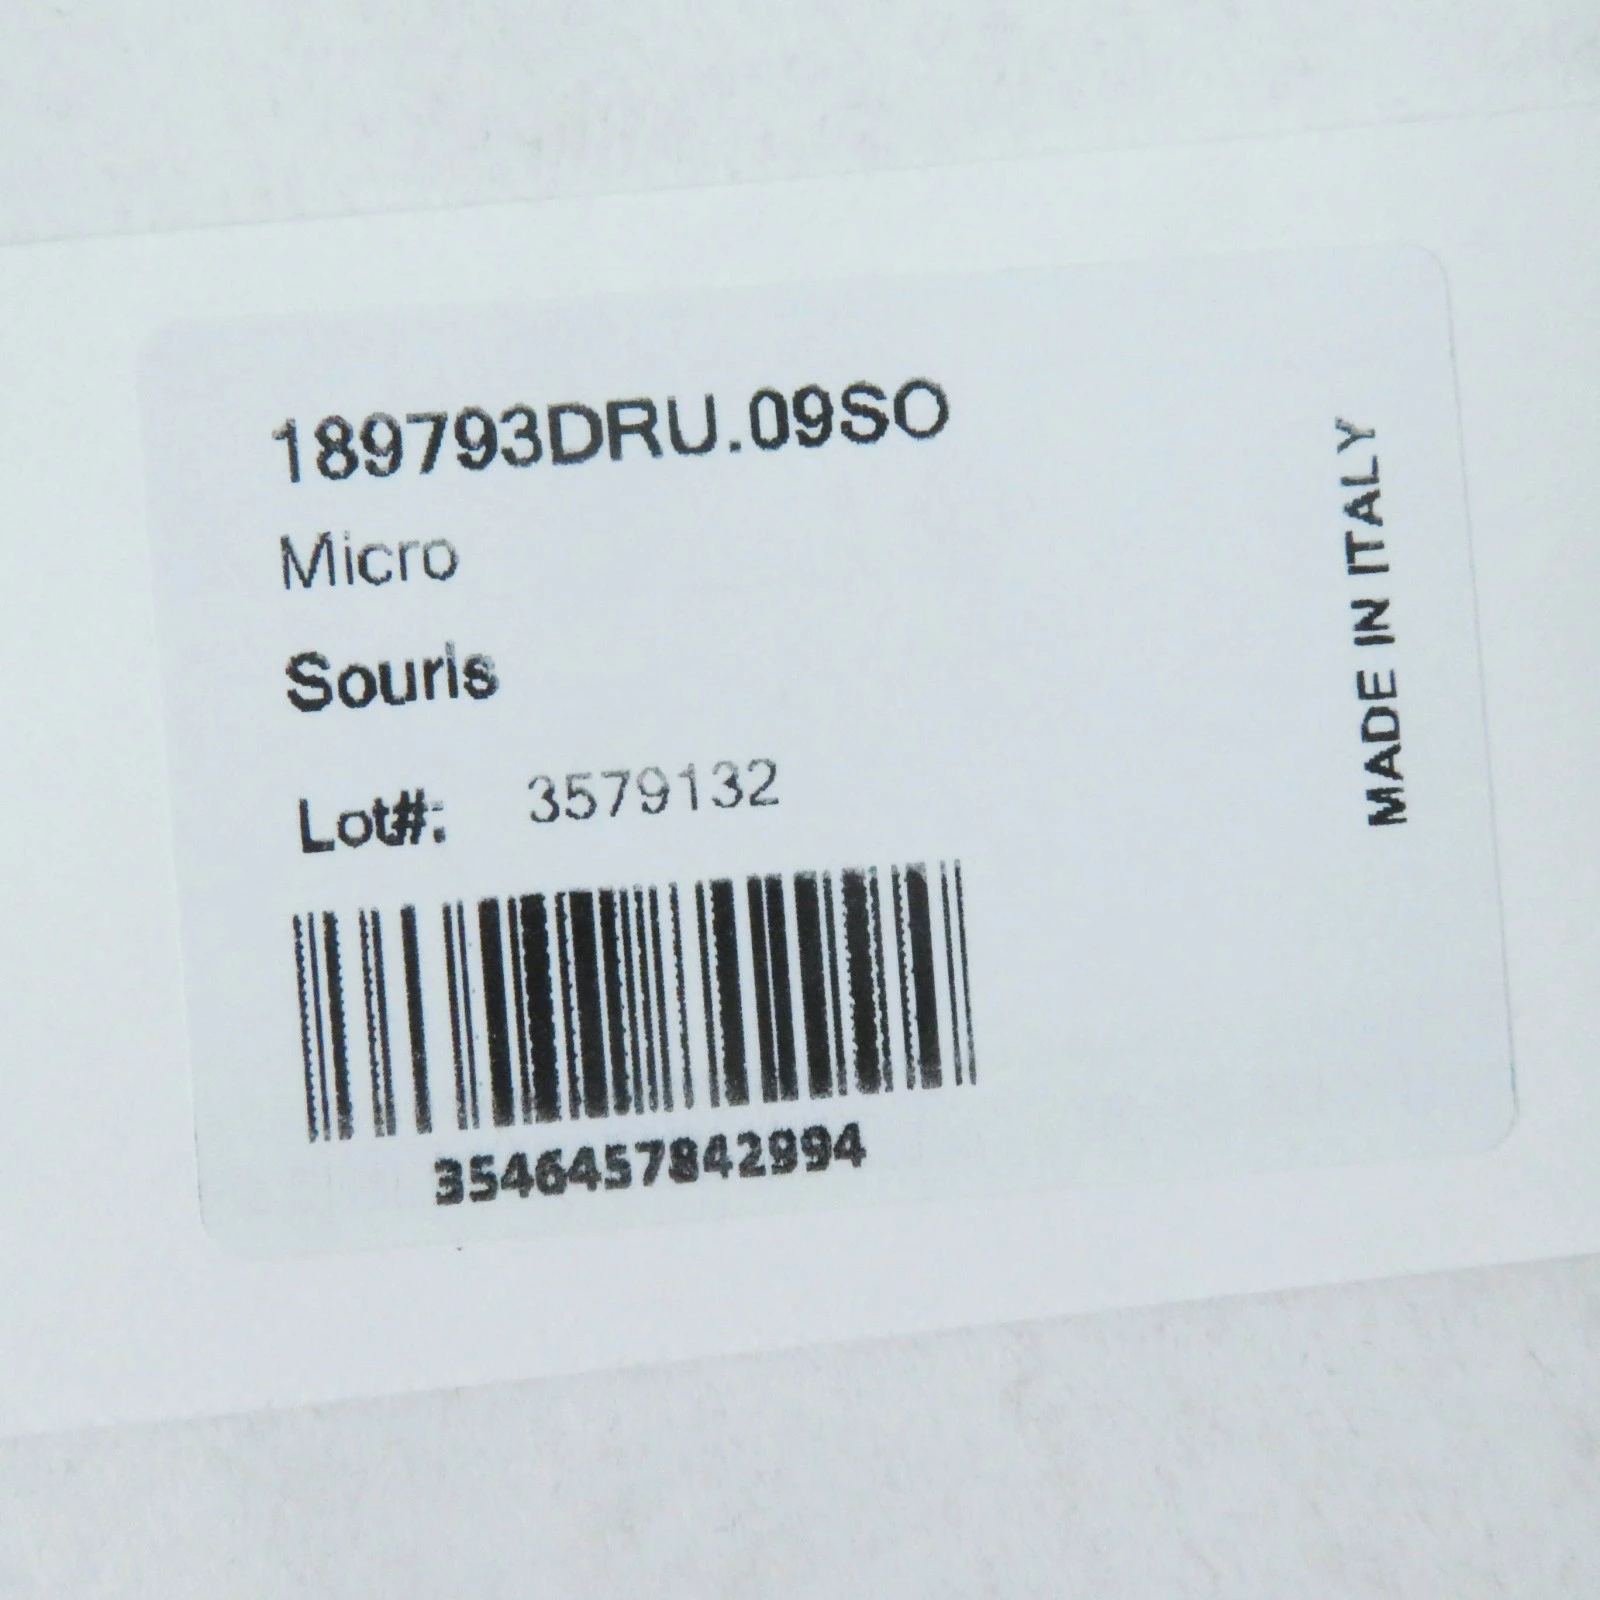 189793DRU.09SO
Micro
Souris
Lot#: 3579132
3546457842994
MADE IN ITALY